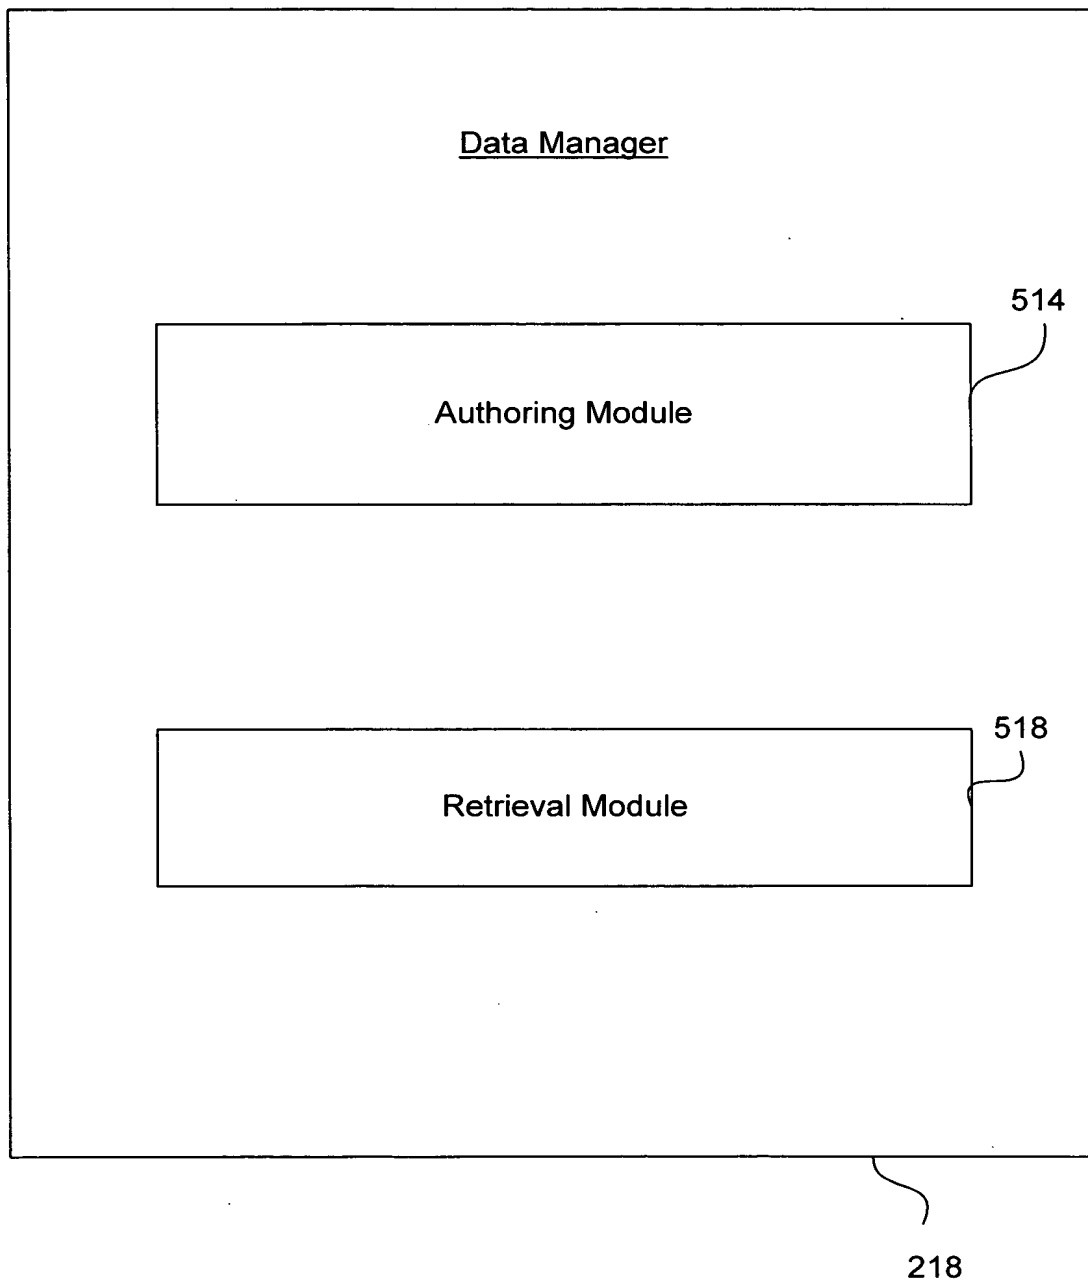 Data Manager
514
Authoring Module
518
Retrieval Module
218